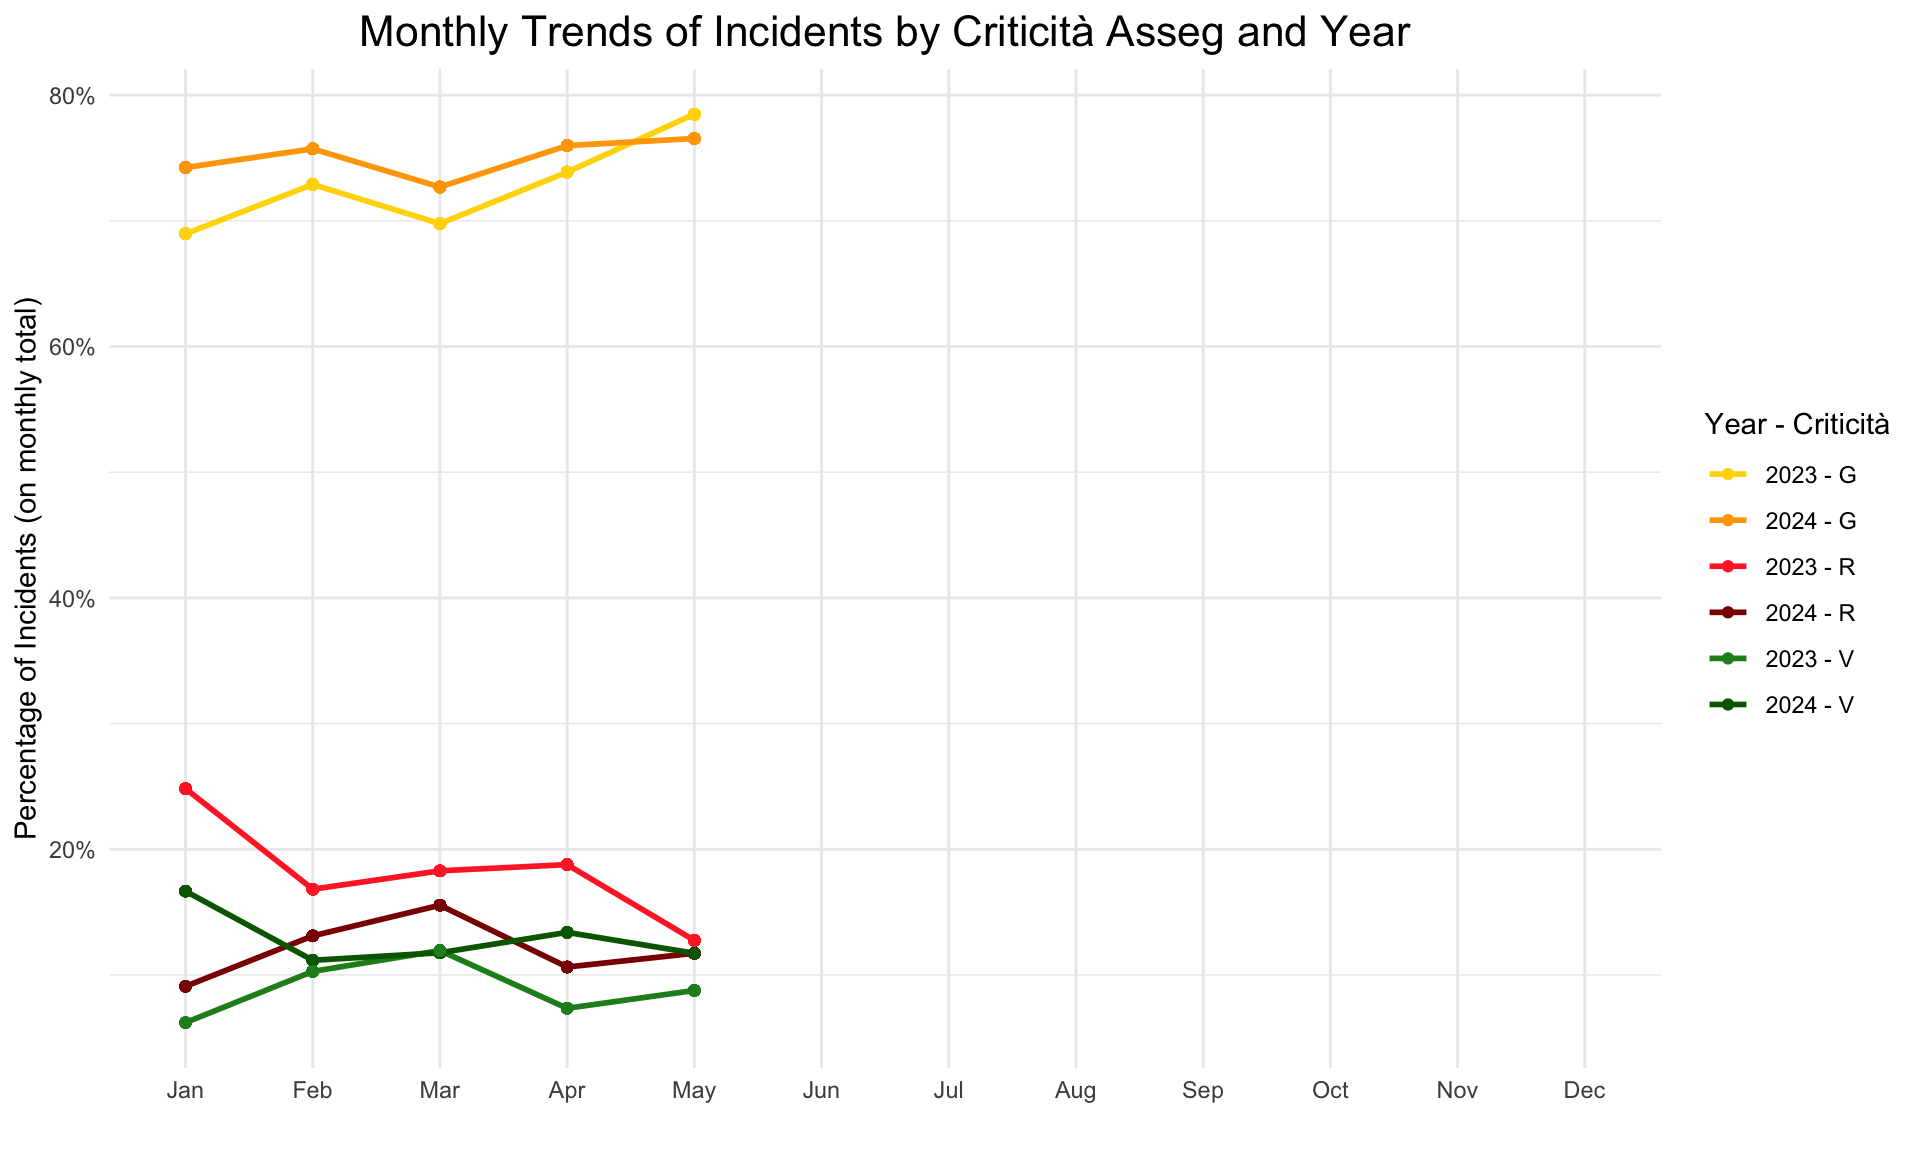 Monthly Trends of Incidents by Criticità Asseg and Year
Percentage of Incidents (on monthly total)
80%
60%
40%
20%
Jan Feb Mar Apr May Jun Jul Aug Sep Oct Nov Dec
Year - Criticità
2023 - G
2024 - G
2023 - R
2024 - R
2023 - V
2024 - V